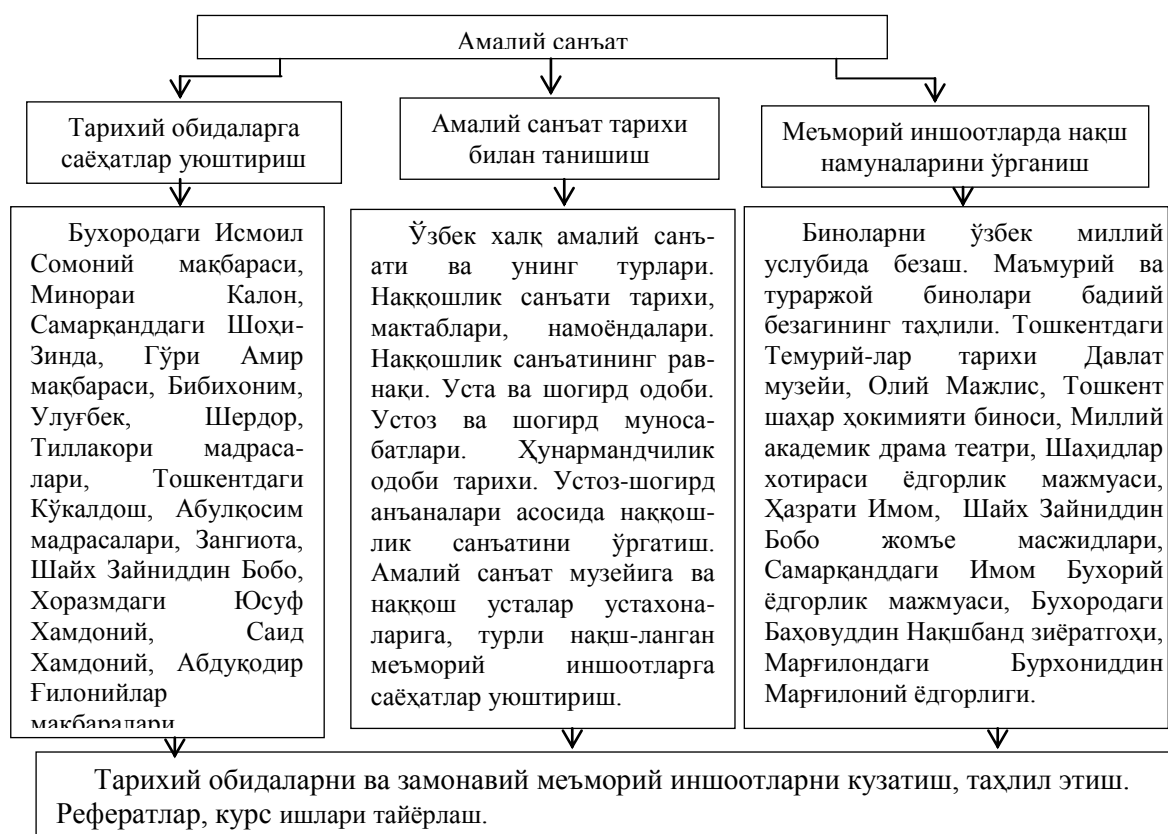 Амалий санъат
Тарихий обидаларга
саёҳатлар уюштириш
Амалий санъат тарихи
билан танишиш
Меъморий иншоотларда нақш
намуналарини ўрганиш
Бухородаги Исмоил
Сомоний мақбараси,
Минораи Калон,
Самарқанддаги Шоҳи-
Зинда, Гўри Амир
мақбараси, Бибихоним,
Улуғбек, Шердор,
Тиллакори мадраса-
лари, Тошкентдаги
Кўкалдош, Абулқосим
мадрасалари, Зангиота,
Шайх Зайниддин Бобо,
Хоразмдаги Юсуф
Хамдоний, Саид
Хамдоний, Абдуқодир
Ғилонийлар
мақбаралари
Ўзбек халқ амалий санъ-
ати ва унинг турлари.
Наққошлик санъати тарихи,
мактаблари, намоёндалари.
Наққошлик санъатининг рав-
нақи. Уста ва шогирд одоби.
Устоз ва шогирд муноса-
батлари. Ҳунармандчилик
одоби тарихи. Устоз-шогирд
анъаналари асосида наққош-
лик санъатини ўргатиш.
Амалий санъат музейига ва
наққош усталар устахона-
ларига, турли нақш-ланган
меъморий иншоотларга
саёҳатлар уюштириш.
Биноларни ўзбек миллий
услубида безаш. Маъмурий ва
тураржой бинолари бадиий
безагининг таҳлили. Тошкентдаги
Темурий-лар тарихи Давлат
музейи, Олий Мажлис, Тошкент
шаҳар ҳокимияти биноси, Миллий
академик драма театри, Шаҳидлар
хотираси ёдгорлик мажмуаси,
Ҳазрати Имом, Шайх Зайниддин
Бобо жомъе масжидлари,
Самарқанддаги Имом Бухорий
ёдгорлик мажмуаси, Бухородаги
Баҳовуддин Нақшбанд зиёратгоҳи,
Марғилондаги Бурхониддин
Марғилоний ёдгорлиги.
Тарихий обидаларни ва замонавий меъморий иншоотларни кузатиш, таҳлил этиш.
Рефератлар, курс ишлари тайёрлаш.